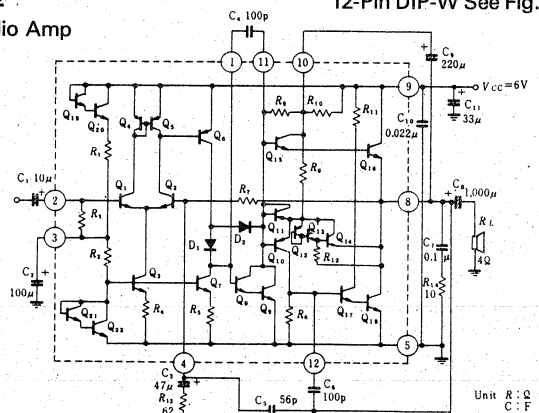 12-Pin DIP-W See Fig.
io Amp
C4 100p
1
11
10
C9
220μ
9
VCC=6V
C11
33μ
C10
0.022μ
Q19
Q20
Q4
Q5
Q6
R9
R10
R11
Q15
Q16
R1
R8
C1 10μ
2
Q1
Q2
R7
8
C8
1,000μ
RL
4Ω
R3
3
R2
D1
D2
Q11
Q10
Q12
Q13
Q14
R12
C7
0.1μ
R14
10
C2
100μ
Q3
Q7
Q8
Q9
R4
R5
R6
Q17
Q18
Q21
Q22
5
4
12
C3
47μ
R13
62
C5 56p
C6
100p
Unit R:Ω
C:F